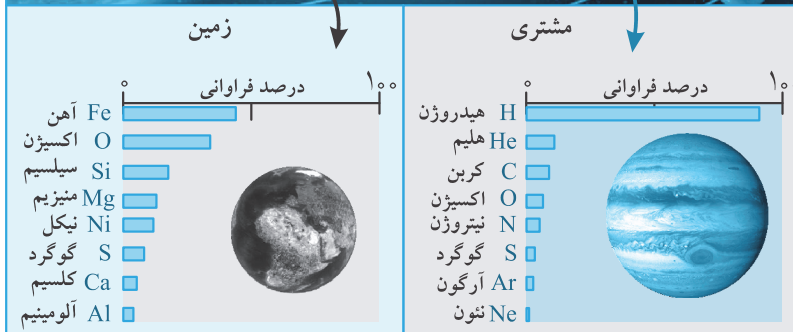 زمین
۰ درصد فراوانی ۱۰۰
آهن Fe
اکسیژن O
سیلسیم Si
منیزیم Mg
نیکل Ni
گوگرد S
کلسیم Ca
آلومینیم Al
مشتری
۰ درصد فراوانی ۱۰۰
هیدروژن H
هلیم He
کربن C
اکسیژن O
نیتروژن N
گوگرد S
آرگون Ar
نئون Ne